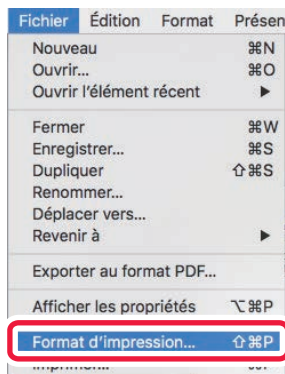 Fichier Édition Format Présen
Nouveau ⌘N
Ouvrir... ⌘O
Ouvrir l'élément récent ▶
Fermer ⌘W
Enregistrer... ⌘S
Dupliquer ⇧⌘S
Renommer...
Déplacer vers...
Revenir à ▶
Exporter au format PDF...
Afficher les propriétés ⌥⌘P
Format d'impression... ⇧⌘P